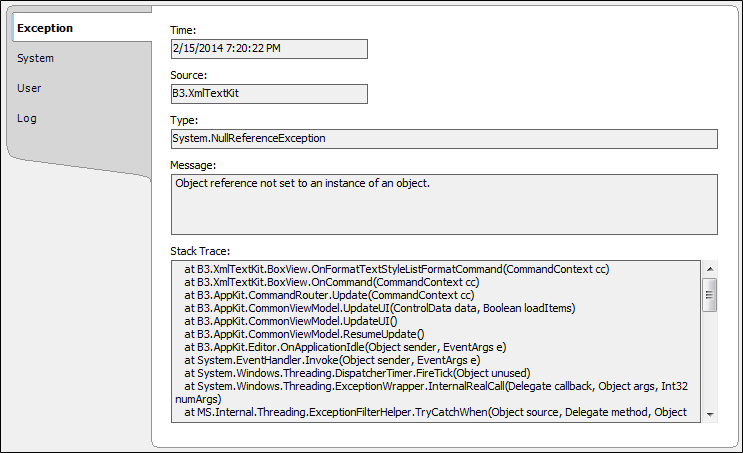 Exception
System
User
Log
Time:
2/15/2014 7:20:22 PM
Source:
B3.XmlTextKit
Type:
System.NullReferenceException
Message:
Object reference not set to an instance of an object.
Stack Trace:
at B3.XmlTextKit.BoxView.OnFormatTextStyleListFormatCommand(CommandContext cc)
at B3.XmlTextKit.BoxView.OnCommand(CommandContext cc)
at B3.AppKit.CommandRouter.Update(CommandContext cc)
at B3.AppKit.CommonViewModel.UpdateUI(ControlData data, Boolean loadItems)
at B3.AppKit.CommonViewModel.UpdateUI()
at B3.AppKit.CommonViewModel.ResumeUpdate()
at B3.AppKit.Editor.OnApplicationIdle(Object sender, EventArgs e)
at System.EventHandler.Invoke(Object sender, EventArgs e)
at System.Windows.Threading.DispatcherTimer.FireTick(Object unused)
at System.Windows.Threading.ExceptionWrapper.InternalRealCall(Delegate callback, Object args, Int32
numArgs)
at MS.Internal.Threading.ExceptionFilterHelper.TryCatchWhen(Object source, Delegate method, Object